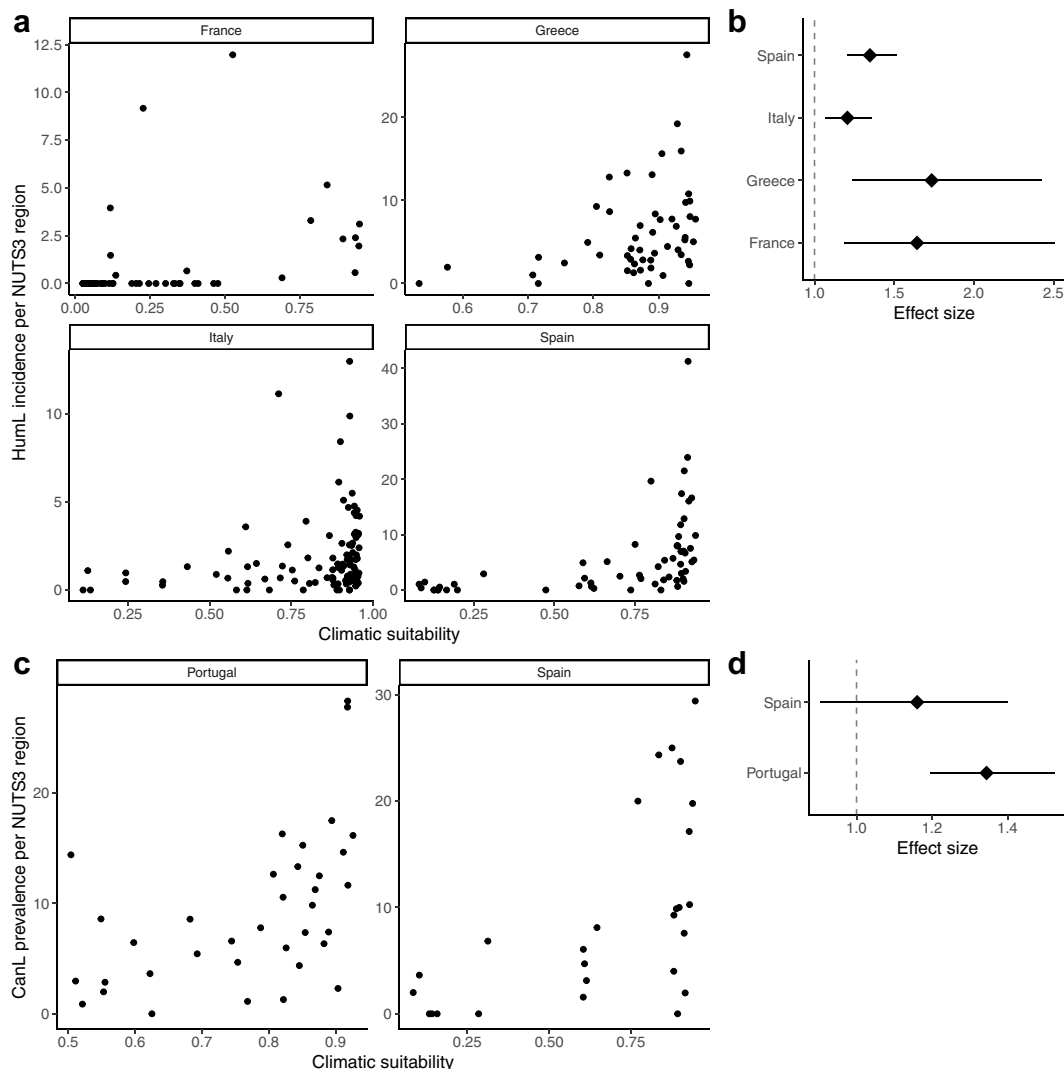 a
France
Greece
HumL incidence per NUTS3 region
12.5
10.0
7.5
5.0
2.5
0.0
0.00 0.25 0.50 0.75
20
10
0
0.6 0.7 0.8 0.9
Italy
Spain
10
5
0
0.25 0.50 0.75 1.00
40
30
20
10
0
0.25 0.50 0.75
Climatic suitability
b
Spain
Italy
Greece
France
1.0 1.5 2.0 2.5
Effect size
c
Portugal
Spain
CanL prevalence per NUTS3 region
20
10
0
0.5 0.6 0.7 0.8 0.9
30
20
10
0
0.25 0.50 0.75
Climatic suitability
d
Spain
Portugal
1.0 1.2 1.4
Effect size